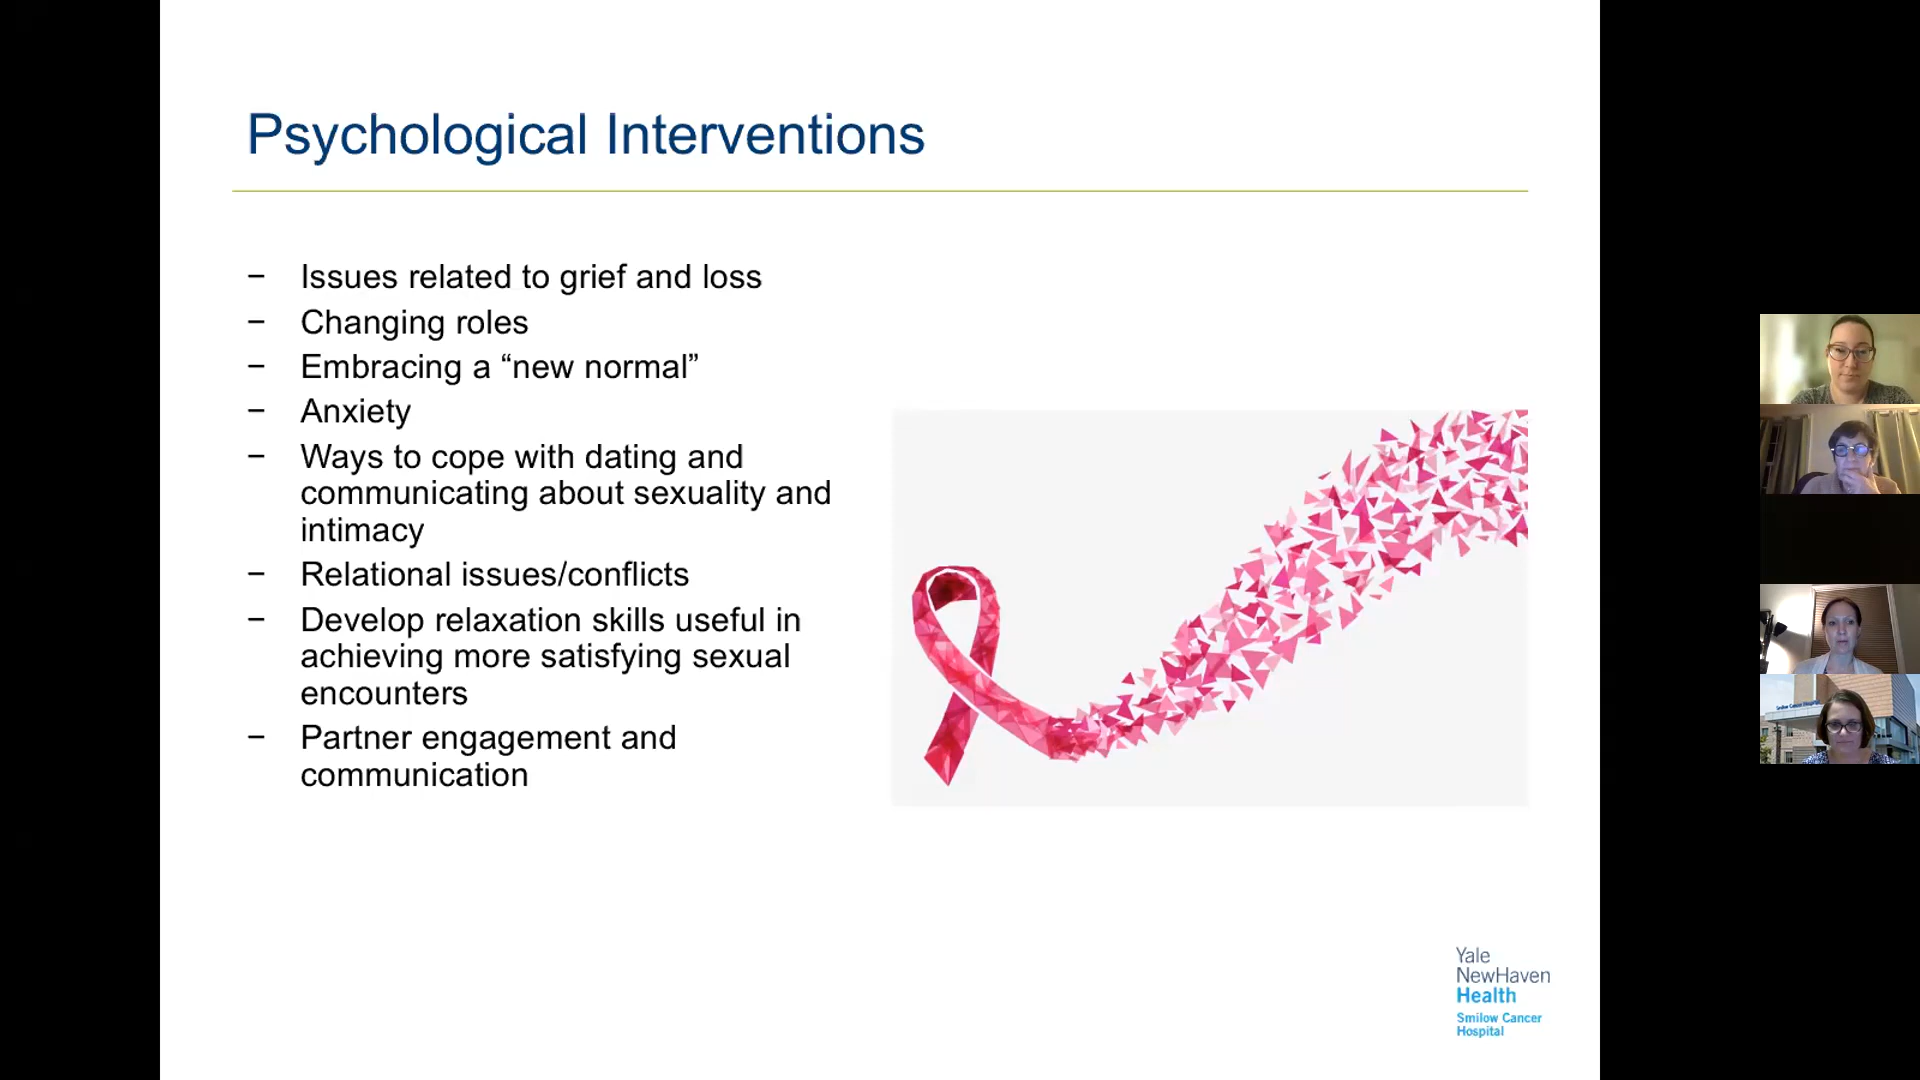 Psychological Interventions
− Issues related to grief and loss
− Changing roles
− Embracing a “new normal”
− Anxiety
− Ways to cope with dating and
communicating about sexuality and
intimacy
− Relational issues/conflicts
− Develop relaxation skills useful in
achieving more satisfying sexual
encounters
− Partner engagement and
communication
Yale
NewHaven
Health
Smilow Cancer
Hospital